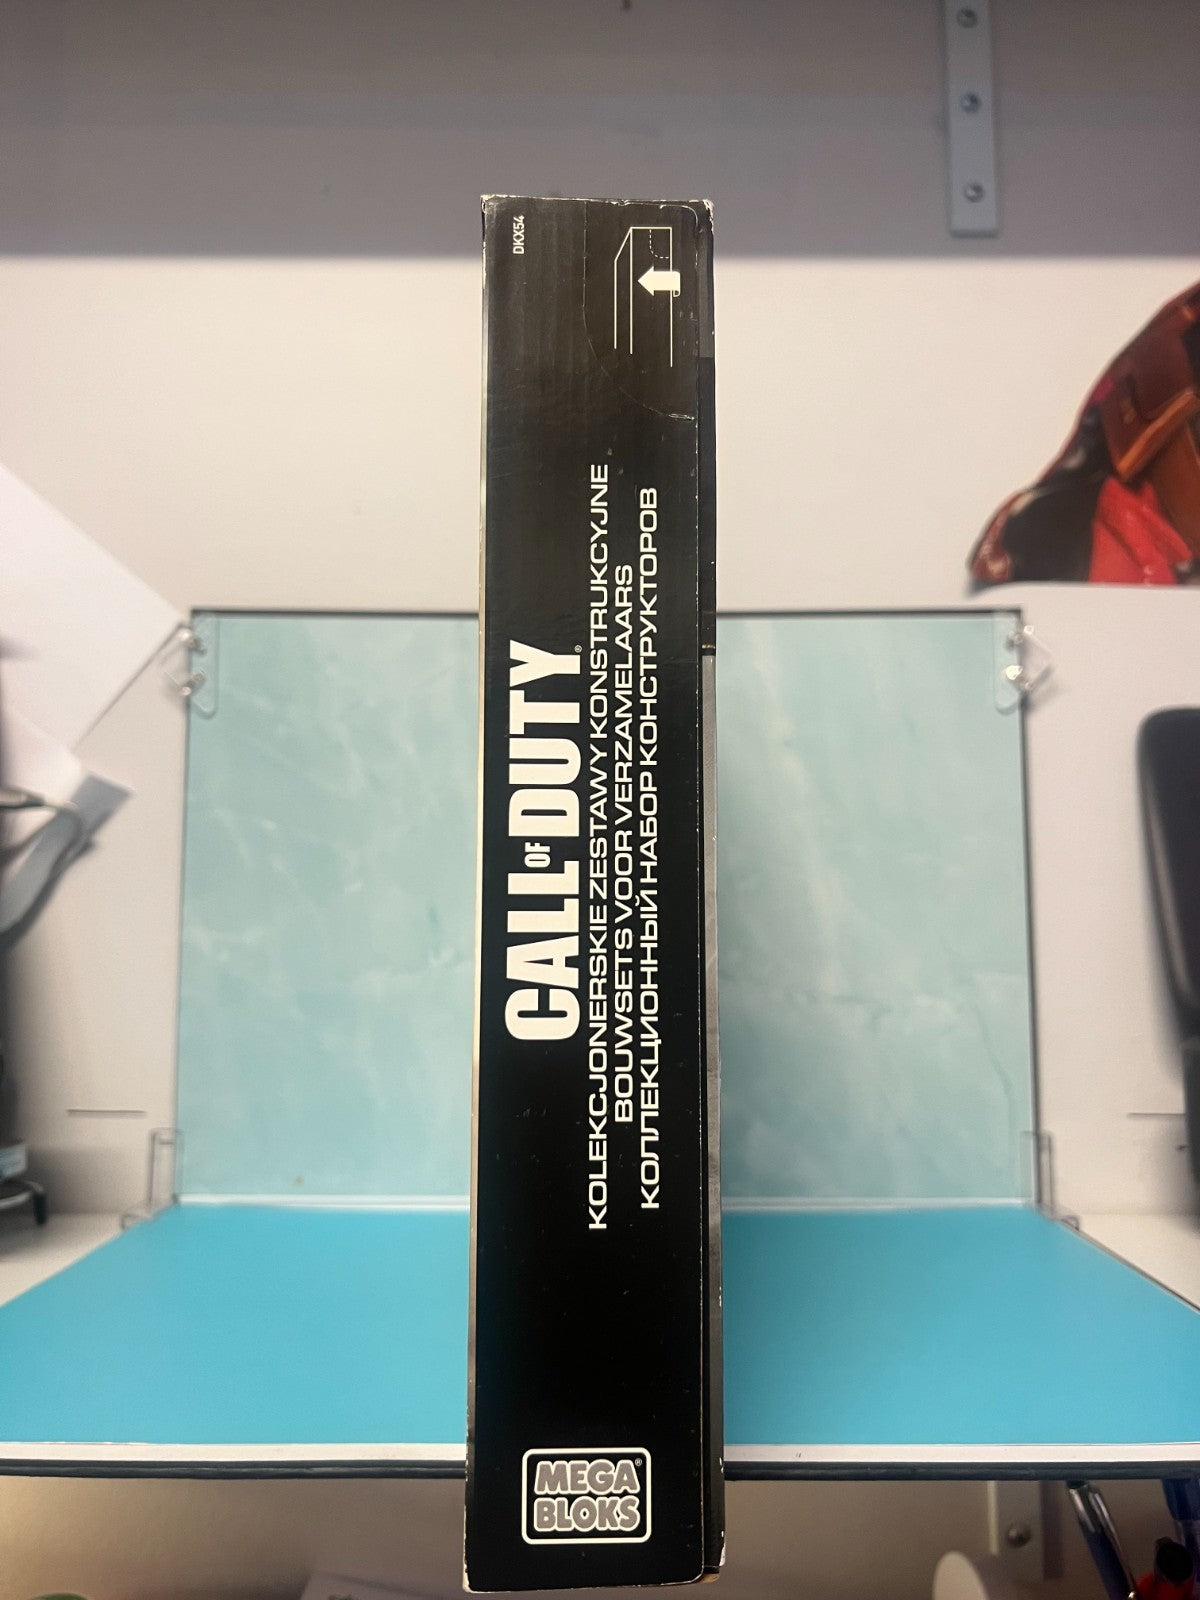 DKX54
CALL OF DUTY®
KOLEKCJONERSKIE ZESTAWY KONSTRUKCYJNE
BOUWSETS VOOR VERZAMELAARS
КОЛЛЕКЦИОННЫЙ НАБОР КОНСТРУКТОРОВ
MEGA
BLOKS®